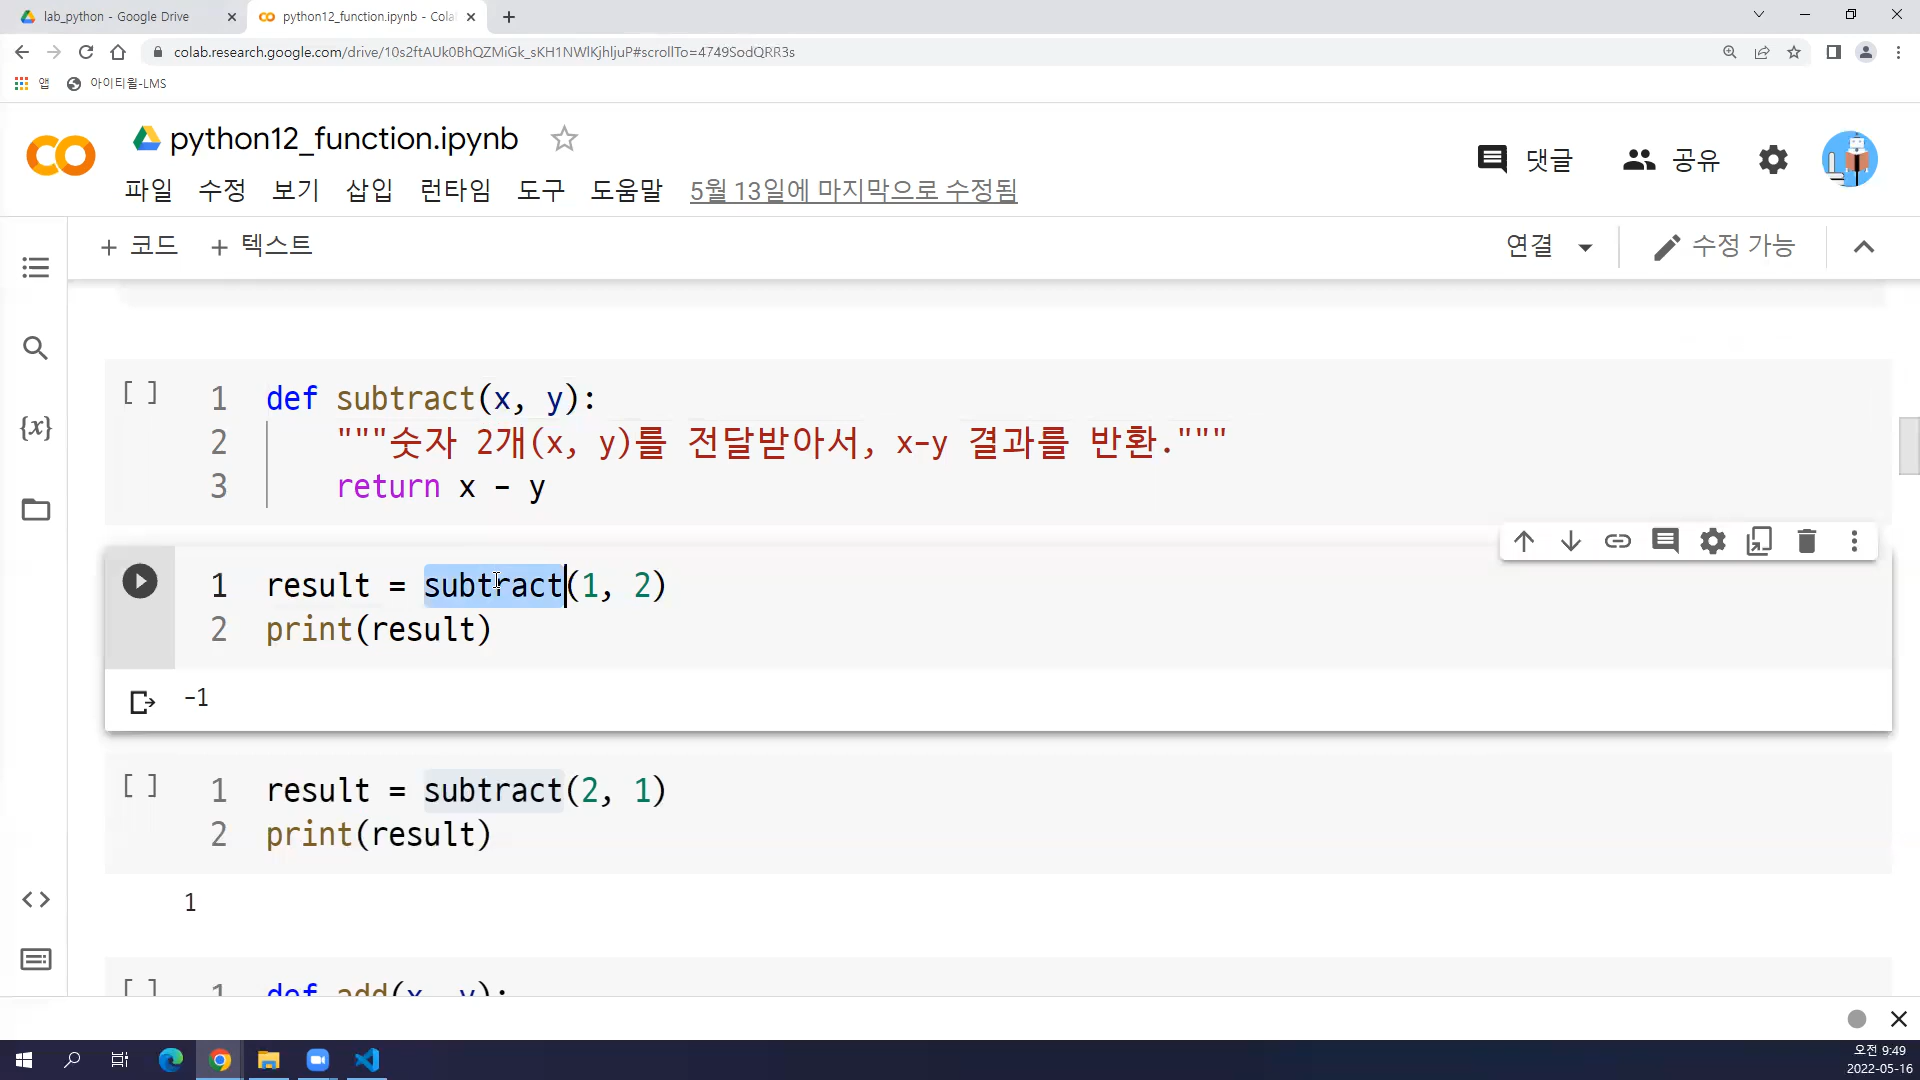 lab_python - Google Drive
python12_function.ipynb - Cola
colab.research.google.com/drive/10s2ftAUk0BhQZMiGk_sKH1NWlKjhljuP#scrollTo=4749SodQRR3s
앱 아이티윌-LMS
python12_function.ipynb
댓글 공유
파일 수정 보기 삽입 런타임 도구 도움말 5월 13일에 마지막으로 수정됨
+ 코드 + 텍스트
연결 수정 가능
[ ] 1 def subtract(x, y):
2 """숫자 2개(x, y)를 전달받아서, x-y 결과를 반환."""
3 return x - y
1 result = subtract(1, 2)
2 print(result)
-1
[ ] 1 result = subtract(2, 1)
2 print(result)
1
[ ] 1 def add(x, y):
오전 9:49
2022-05-16